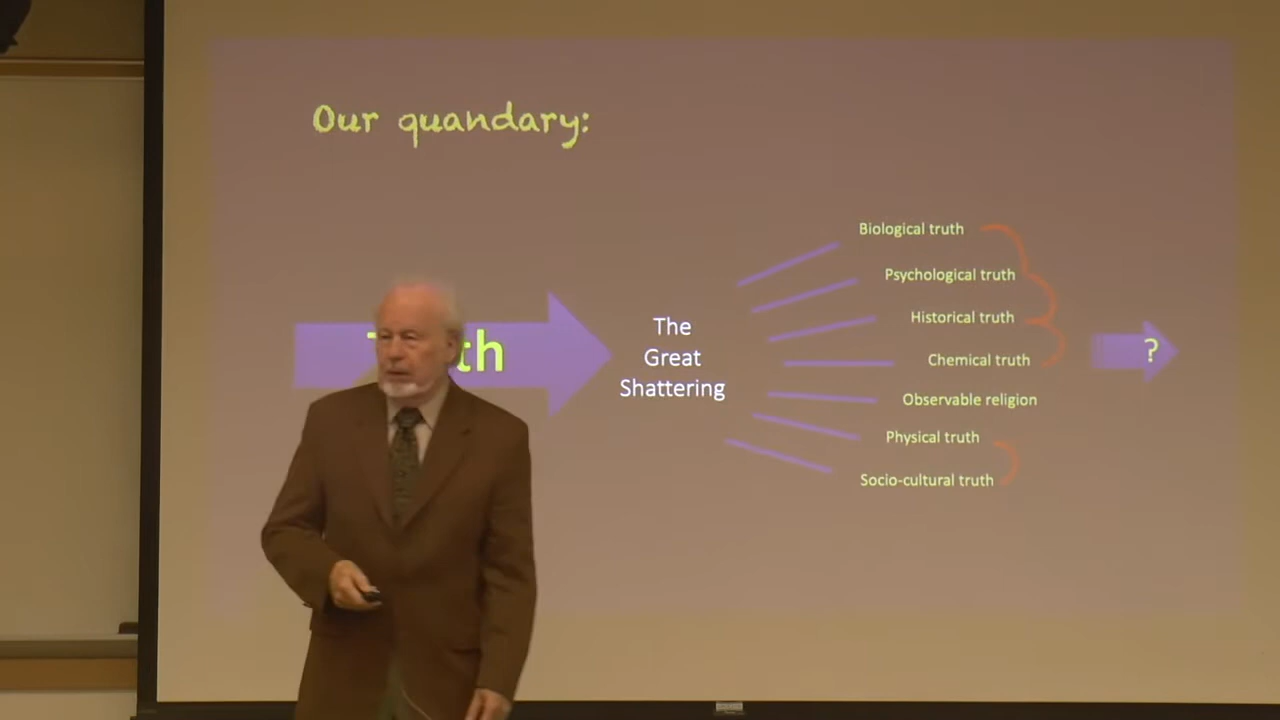 Our quandary:
The
Great
Shattering
Biological truth
Psychological truth
Historical truth
Chemical truth
Observable religion
Physical truth
Socio-cultural truth
?